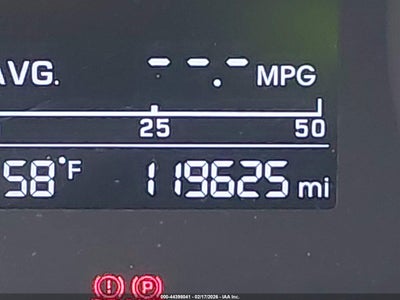 AVG. --.- MPG
25 50
58°F 119625 mi
(!) (P)
000-44398041 - 02/17/2026 - IAA Inc.